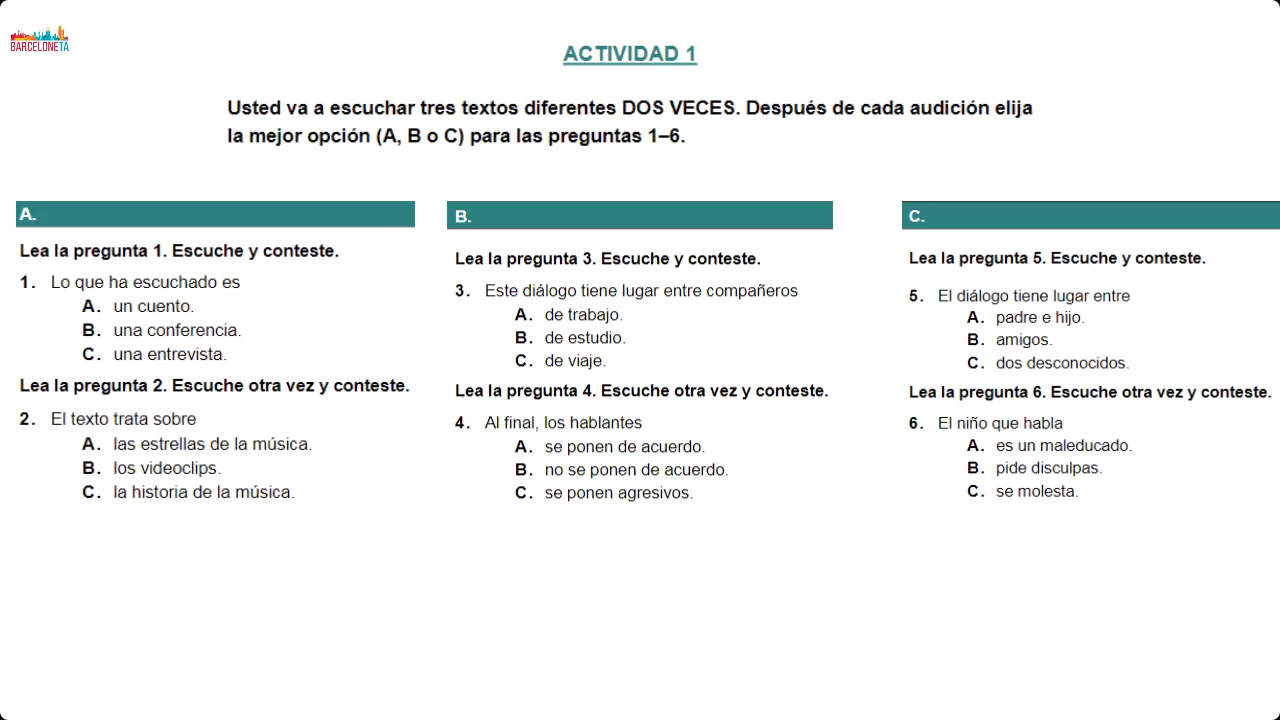 BARCELONETA
ACTIVIDAD 1
Usted va a escuchar tres textos diferentes DOS VECES. Después de cada audición elija
la mejor opción (A, B o C) para las preguntas 1–6.
A.
Lea la pregunta 1. Escuche y conteste.
1. Lo que ha escuchado es
A. un cuento.
B. una conferencia.
C. una entrevista.
Lea la pregunta 2. Escuche otra vez y conteste.
2. El texto trata sobre
A. las estrellas de la música.
B. los videoclips.
C. la historia de la música.
B.
Lea la pregunta 3. Escuche y conteste.
3. Este diálogo tiene lugar entre compañeros
A. de trabajo.
B. de estudio.
C. de viaje.
Lea la pregunta 4. Escuche otra vez y conteste.
4. Al final, los hablantes
A. se ponen de acuerdo.
B. no se ponen de acuerdo.
C. se ponen agresivos.
C.
Lea la pregunta 5. Escuche y conteste.
5. El diálogo tiene lugar entre
A. padre e hijo.
B. amigos.
C. dos desconocidos.
Lea la pregunta 6. Escuche otra vez y conteste.
6. El niño que habla
A. es un maleducado.
B. pide disculpas.
C. se molesta.